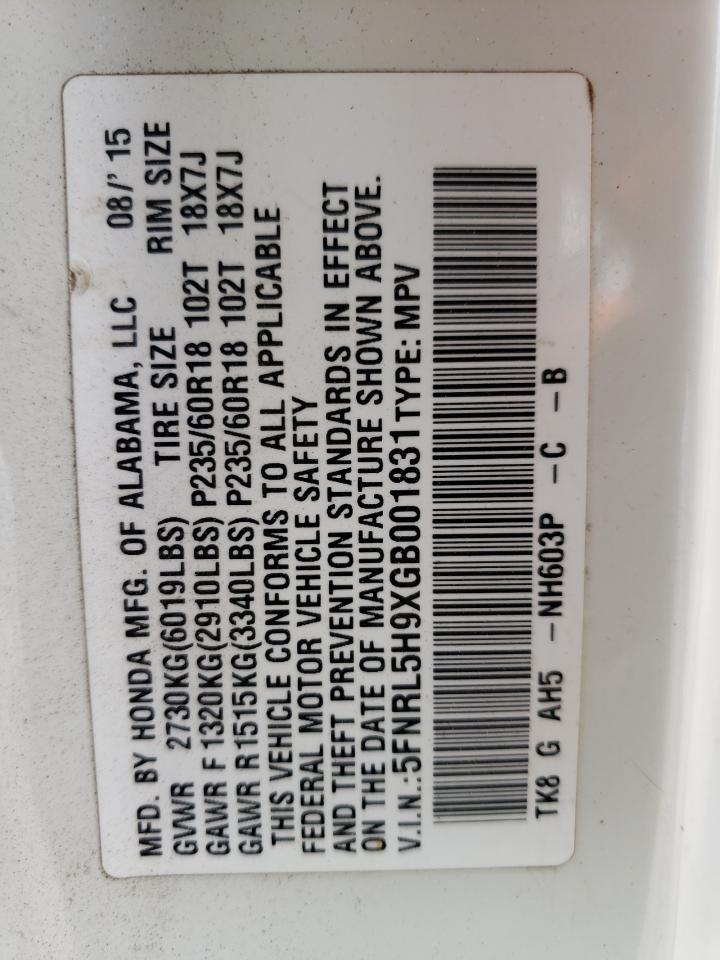 MFD. BY HONDA MFG. OF ALABAMA, LLC 08/' 15
GVWR 2730KG(6019LBS) TIRE SIZE RIM SIZE
GAWR F 1320KG(2910LBS) P235/60R18 102T 18X7J
GAWR R 1515KG(3340LBS) P235/60R18 102T 18X7J
THIS VEHICLE CONFORMS TO ALL APPLICABLE
FEDERAL MOTOR VEHICLE SAFETY
AND THEFT PREVENTION STANDARDS IN EFFECT
ON THE DATE OF MANUFACTURE SHOWN ABOVE.
V.I.N.:5FNRL5H9XGB001831 TYPE: MPV
TK8 G AH5 -NH603P -C -B